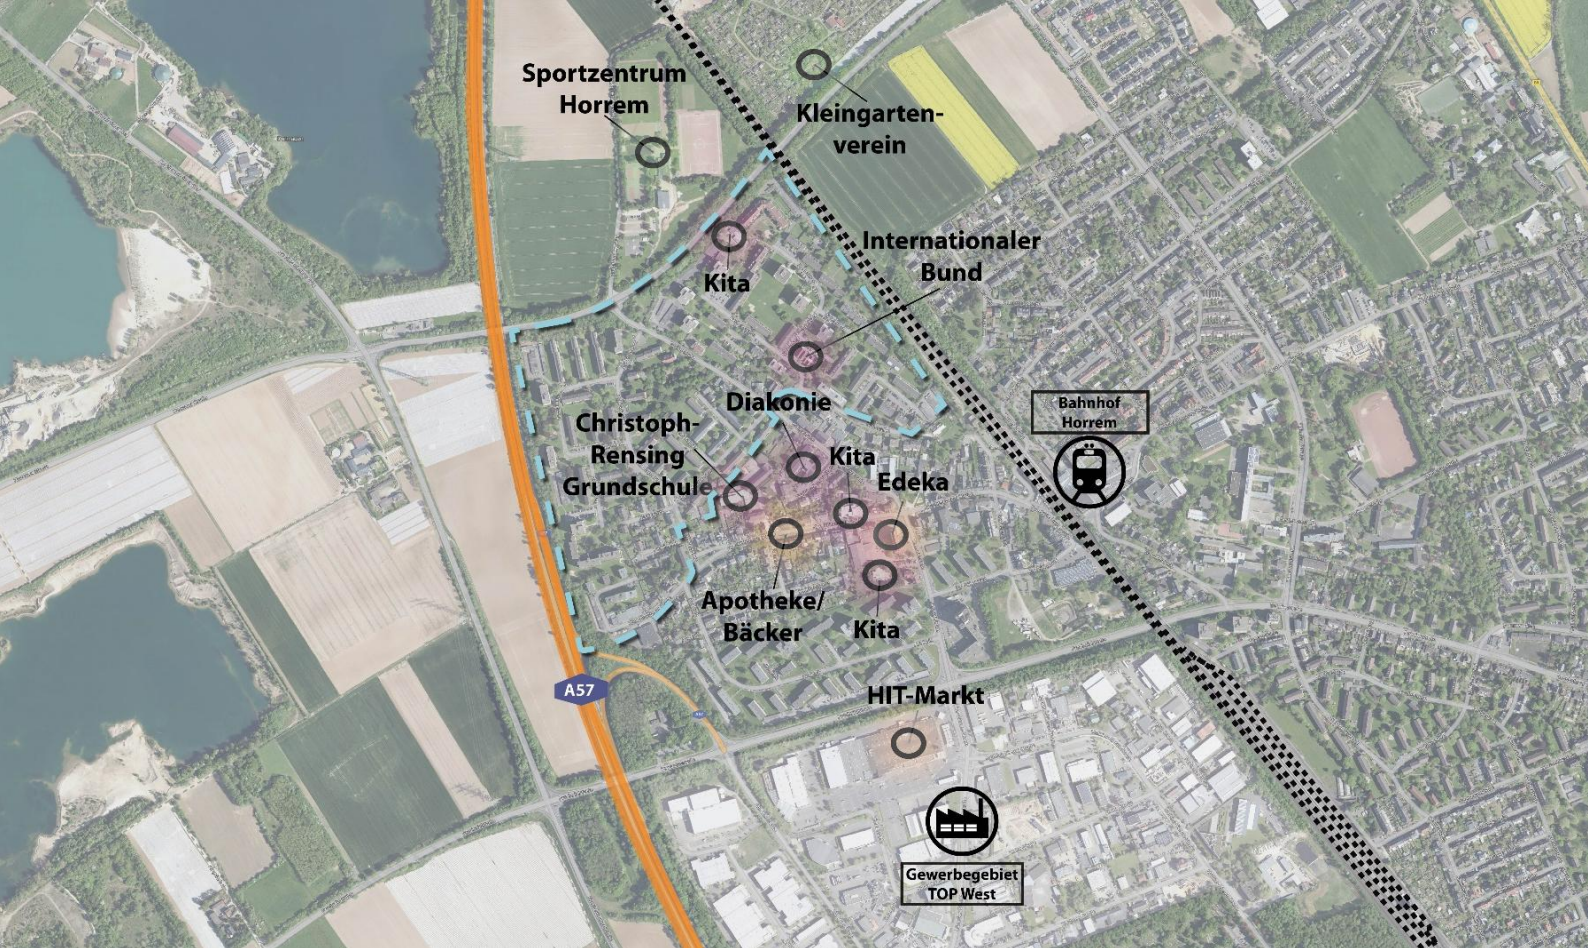 Sportzentrum
Horrem
Kleingarten-
verein
Internationaler
Bund
Kita
Diakonie
Christoph-
Rensing
Grundschule
Kita
Edeka
Bahnhof
Horrem
Apotheke/
Bäcker
Kita
A57
HIT-Markt
Gewerbegebiet
TOP West